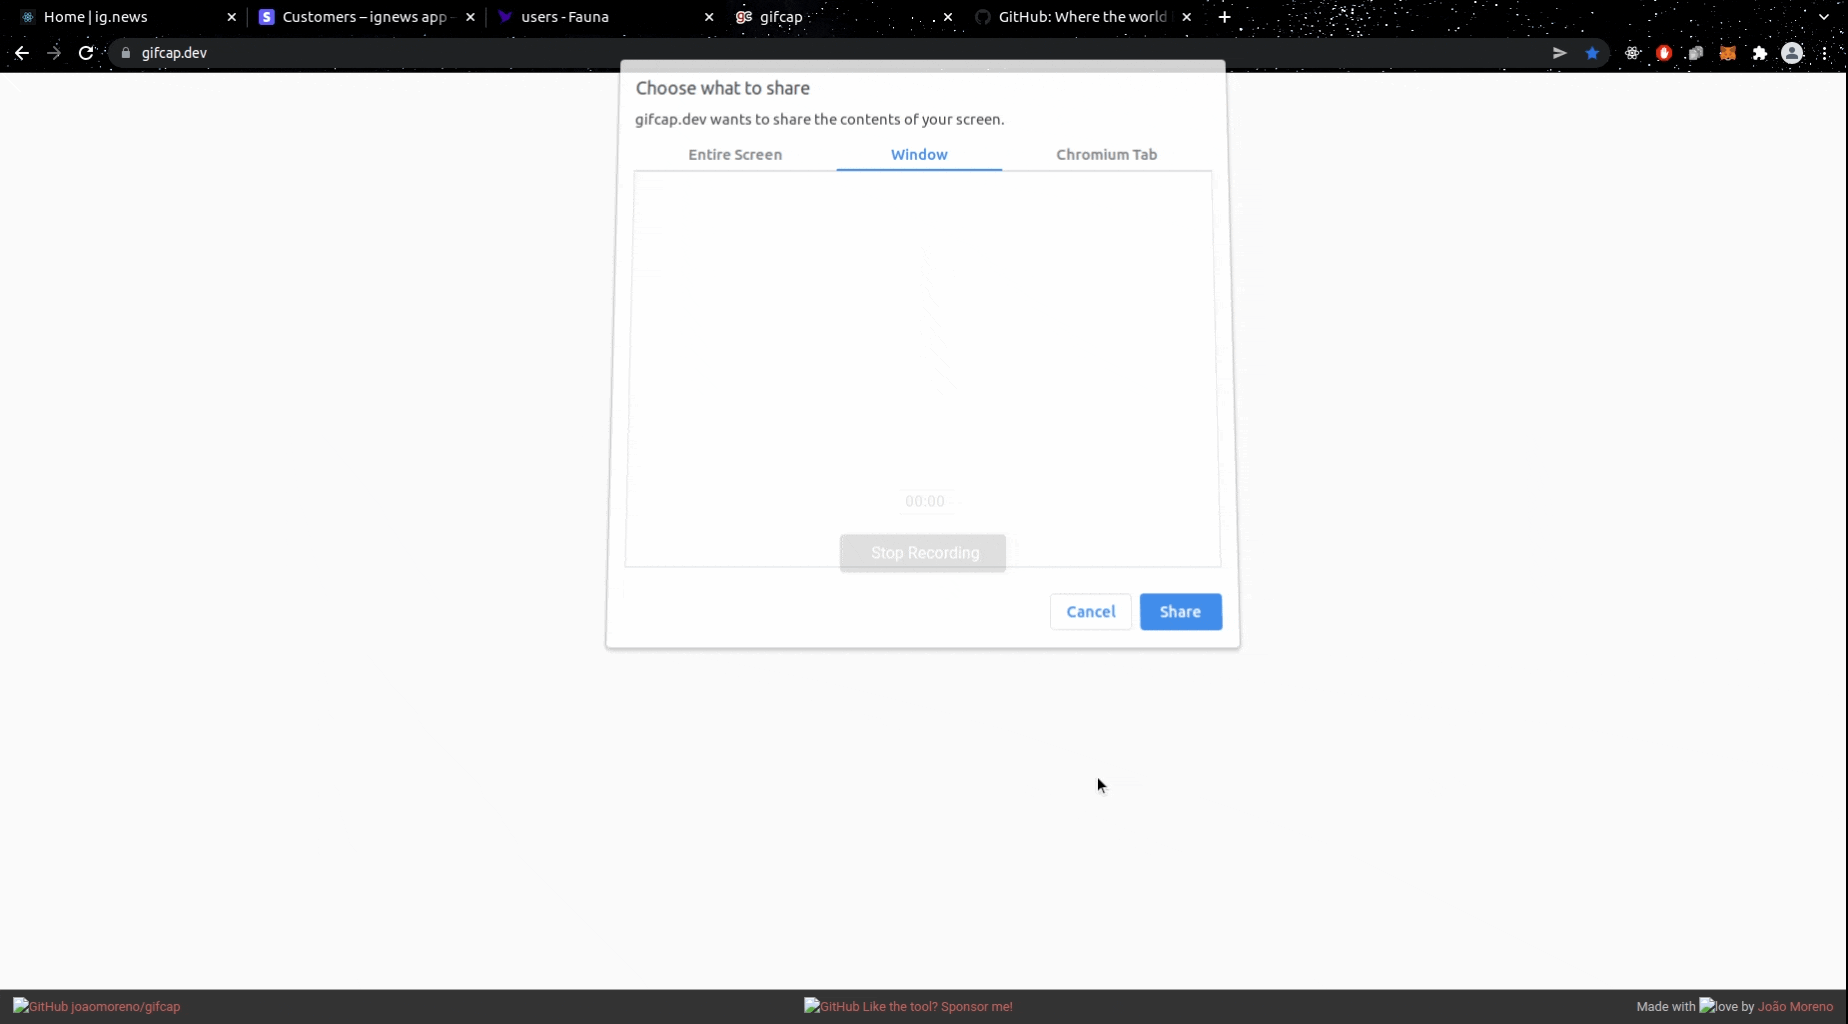 Home | ig.news
Customers – ignews app
users - Fauna
gifcap
GitHub: Where the world
gifcap.dev
Choose what to share
gifcap.dev wants to share the contents of your screen.
Entire Screen
Window
Chromium Tab
00:00
Stop Recording
Cancel
Share
GitHub joaomoreno/gifcap
GitHub Like the tool? Sponsor me!
Made with love by João Moreno